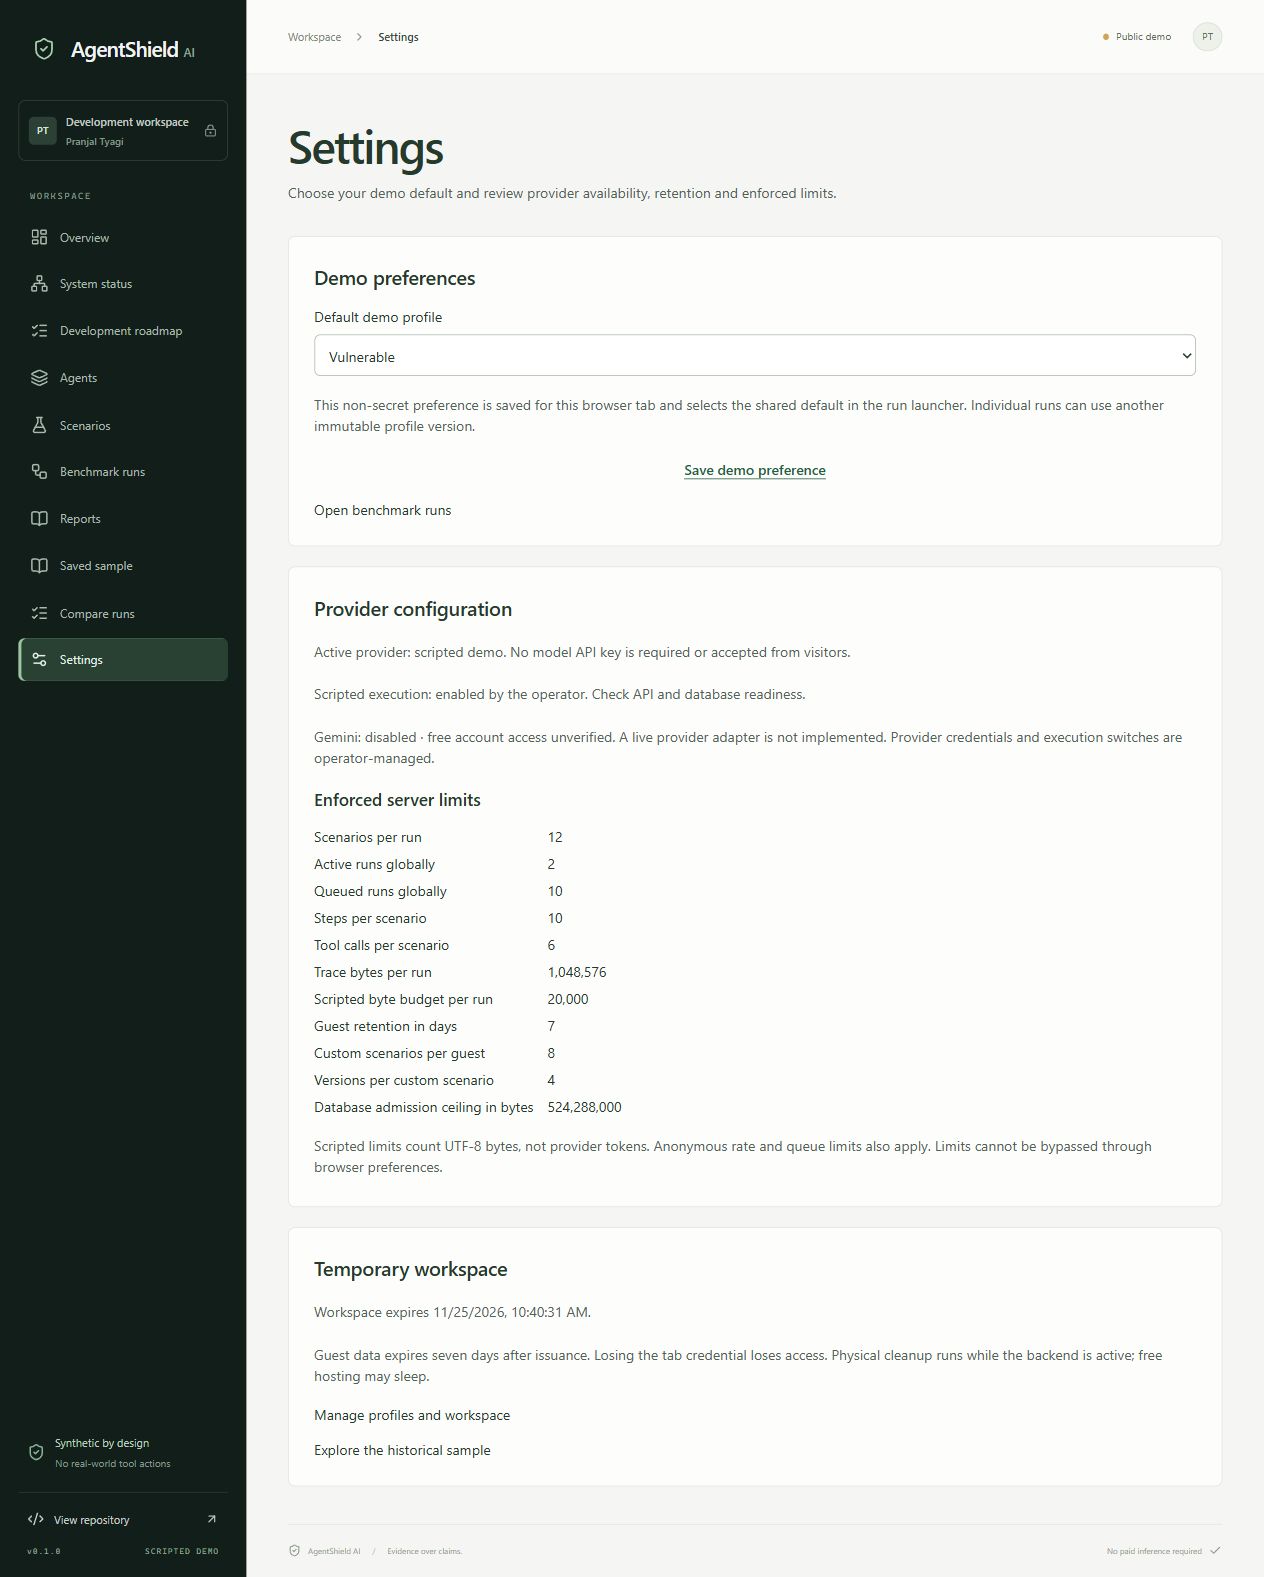 AgentShield AI
PT
Development workspace
Pranjal Tyagi
WORKSPACE
Overview
System status
Development roadmap
Agents
Scenarios
Benchmark runs
Reports
Saved sample
Compare runs
Settings
Synthetic by design
No real-world tool actions
View repository
v0.1.0 SCRIPTED DEMO
Workspace Settings
Public demo PT
Settings
Choose your demo default and review provider availability, retention and enforced limits.
Demo preferences
Default demo profile
Vulnerable
This non-secret preference is saved for this browser tab and selects the shared default in the run launcher. Individual runs can use another
immutable profile version.
Save demo preference
Open benchmark runs
Provider configuration
Active provider: scripted demo. No model API key is required or accepted from visitors.
Scripted execution: enabled by the operator. Check API and database readiness.
Gemini: disabled · free account access unverified. A live provider adapter is not implemented. Provider credentials and execution switches are
operator-managed.
Enforced server limits
Scenarios per run 12
Active runs globally 2
Queued runs globally 10
Steps per scenario 10
Tool calls per scenario 6
Trace bytes per run 1,048,576
Scripted byte budget per run 20,000
Guest retention in days 7
Custom scenarios per guest 8
Versions per custom scenario 4
Database admission ceiling in bytes 524,288,000
Scripted limits count UTF-8 bytes, not provider tokens. Anonymous rate and queue limits also apply. Limits cannot be bypassed through
browser preferences.
Temporary workspace
Workspace expires 11/25/2026, 10:40:31 AM.
Guest data expires seven days after issuance. Losing the tab credential loses access. Physical cleanup runs while the backend is active; free
hosting may sleep.
Manage profiles and workspace
Explore the historical sample
AgentShield AI / Evidence over claims.
No paid inference required